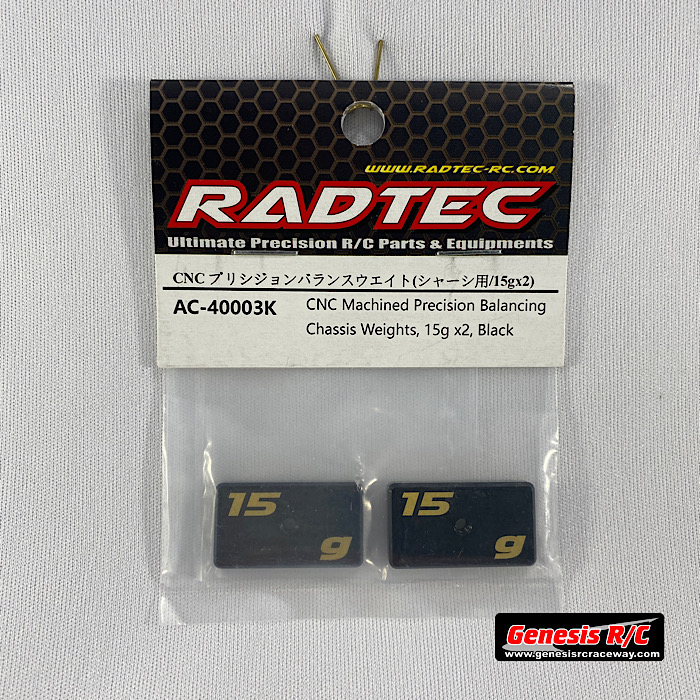 WWW.RADTEC-RC.COM
RADTEC
Ultimate Precision R/C Parts & Equipments
CNC プリシジョンバランスウエイト(シャーシ用/15gx2)
AC-40003K
CNC Machined Precision Balancing
Chassis Weights, 15g x2, Black
15
g
15
g
Genesis R/C
www.genesisrcraceway.com